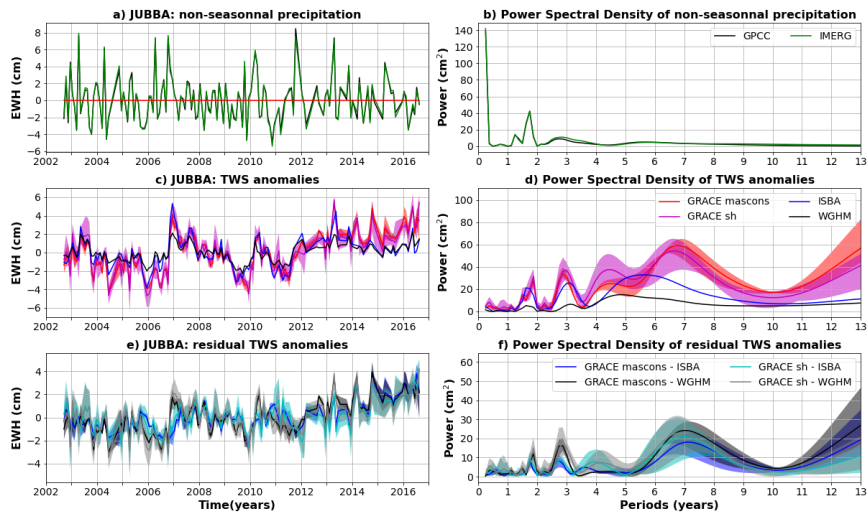 a) JUBBA: non-seasonnal precipitation
EWH (cm)
8
6
4
2
0
−2
−4
−6
2002 2004 2006 2008 2010 2012 2014 2016
b) Power Spectral Density of non-seasonnal precipitation
Power (cm2)
GPCC IMERG
140
120
100
80
60
40
20
0
0 1 2 3 4 5 6 7 8 9 10 11 12 13
c) JUBBA: TWS anomalies
EWH (cm)
6
4
2
0
−2
−4
−6
2002 2004 2006 2008 2010 2012 2014 2016
d) Power Spectral Density of TWS anomalies
Power (cm2)
GRACE mascons ISBA
GRACE sh WGHM
100
80
60
40
20
0
0 1 2 3 4 5 6 7 8 9 10 11 12 13
e) JUBBA: residual TWS anomalies
EWH (cm)
4
2
0
−2
−4
2002 2004 2006 2008 2010 2012 2014 2016
Time(years)
f) Power Spectral Density of residual TWS anomalies
Power (cm2)
GRACE mascons - ISBA GRACE sh - ISBA
GRACE mascons - WGHM GRACE sh - WGHM
60
50
40
30
20
10
0
0 1 2 3 4 5 6 7 8 9 10 11 12 13
Periods (years)